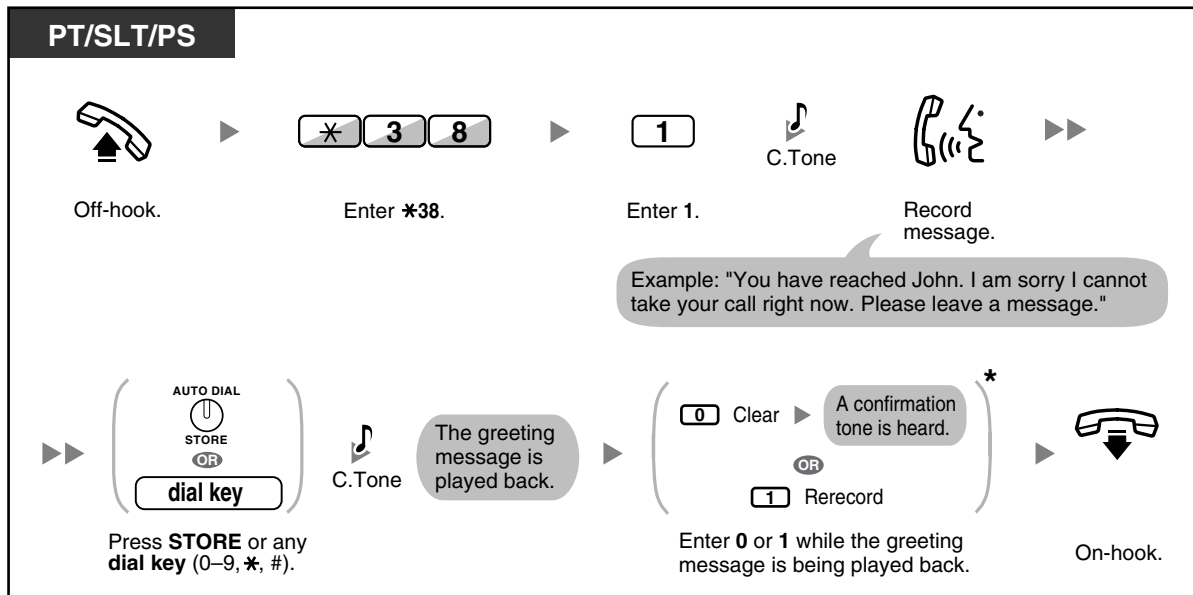 PT/SLT/PS
* 3 8
1
C.Tone
Off-hook.
Enter *38.
Enter 1.
Record
message.
Example: "You have reached John. I am sorry I cannot
take your call right now. Please leave a message."
AUTO DIAL
STORE
OR
dial key
C.Tone
The greeting
message is
played back.
0 Clear
A confirmation
tone is heard.
*
OR
1 Rerecord
Press STORE or any
dial key (0–9, *, #).
Enter 0 or 1 while the greeting
message is being played back.
On-hook.